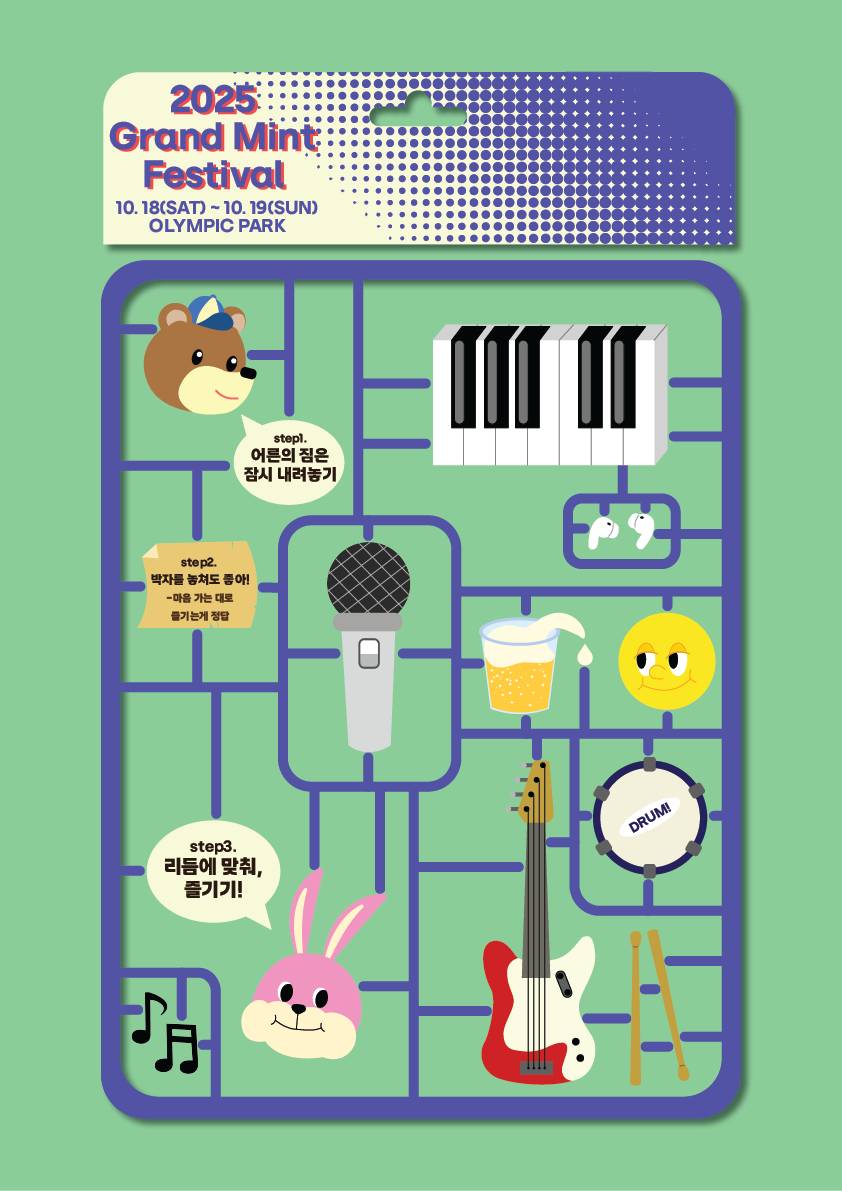 2025
Grand Mint
Festival
10. 18(SAT) ~ 10. 19(SUN)
OLYMPIC PARK
step1.
어른의 짐은
잠시 내려놓기
step2.
박자를 놓쳐도 좋아!
-마음 가는 대로
즐기는게 정답
DRUM!
step3.
리듬에 맞춰,
즐기기!